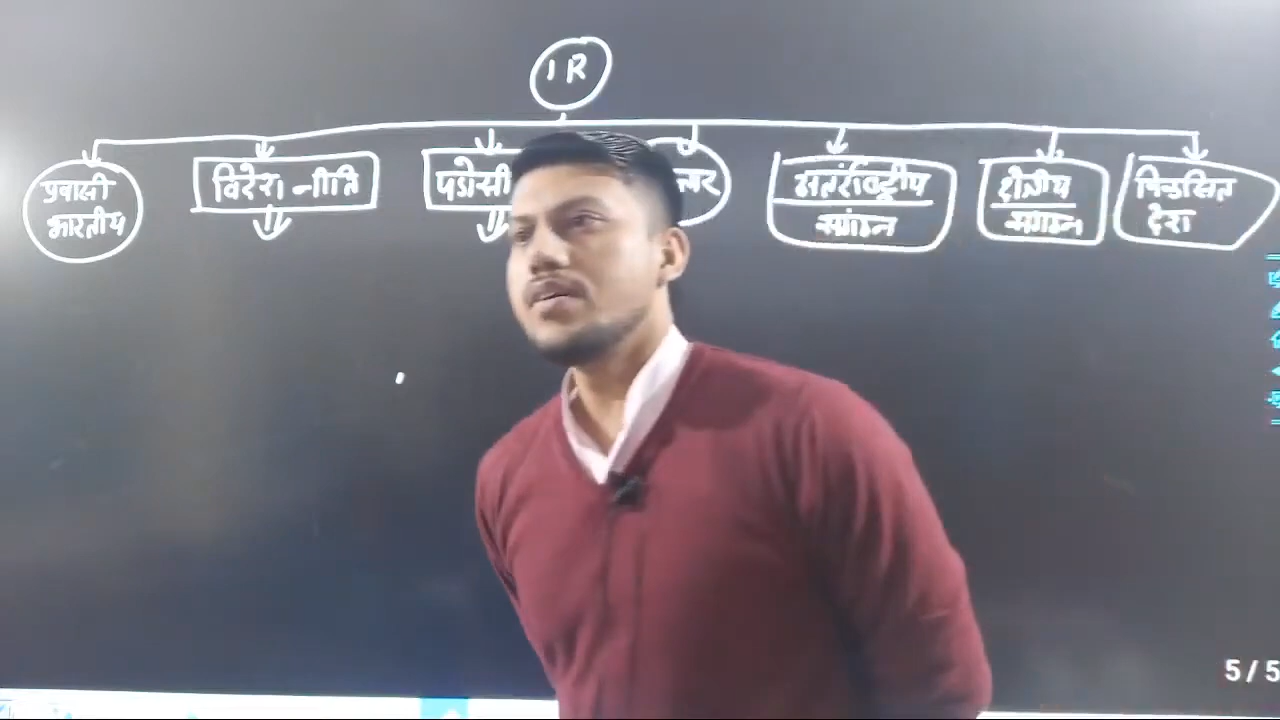 IR
प्रवासी
भारतीय
विदेश नीति
पड़ोसी
अंतर्राष्ट्रीय
संगठन
क्षेत्रीय
संगठन
विकसित
देश
5/5